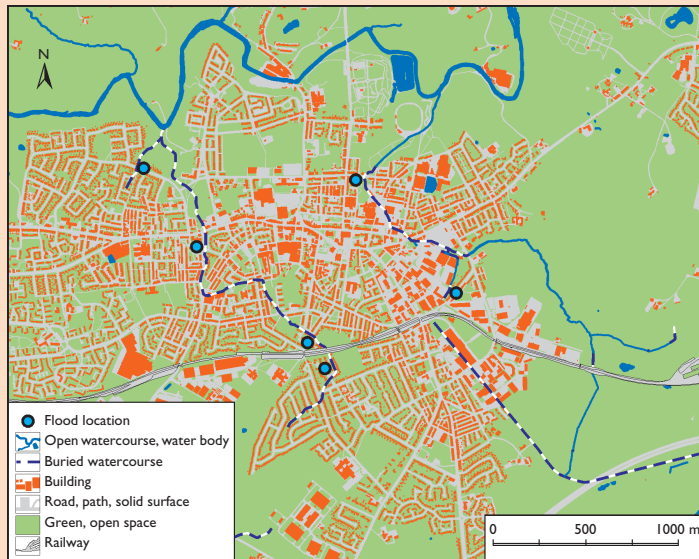 N
Flood location
Open watercourse, water body
Buried watercourse
Building
Road, path, solid surface
Green, open space
Railway
0 500 1000 m